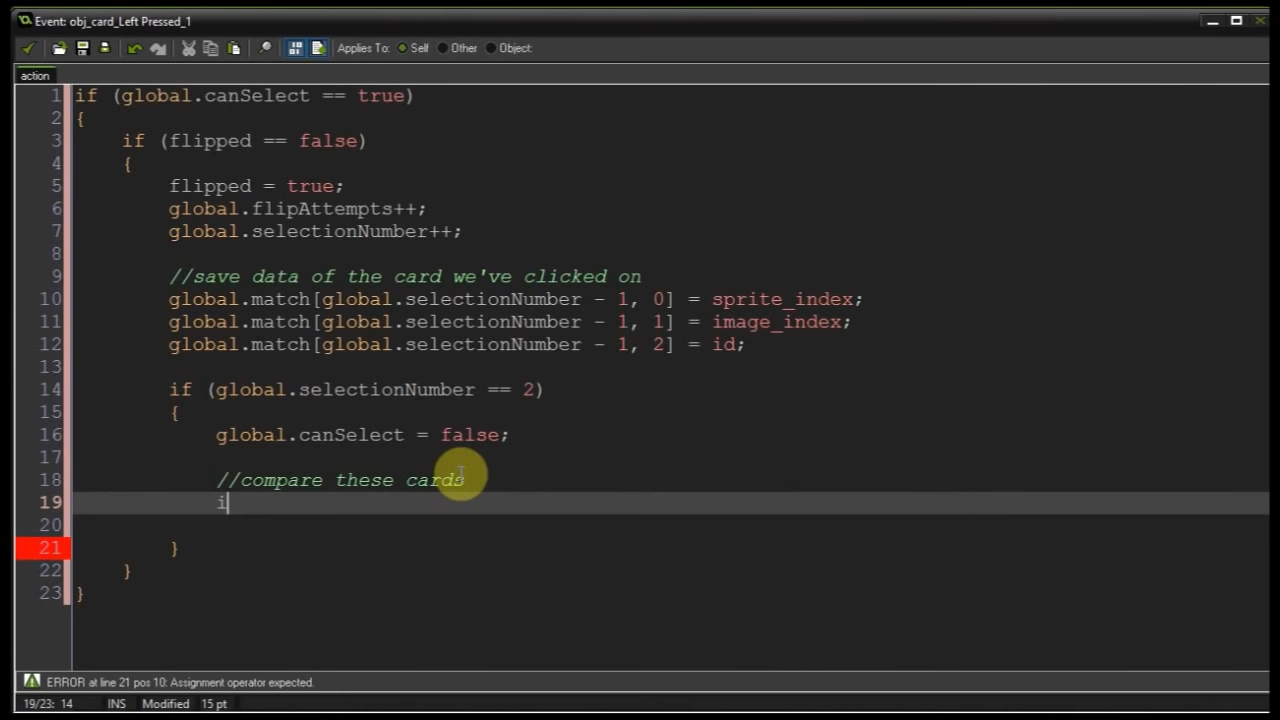 Event: obj_card_Left Pressed_1
Applies To: Self Other Object:
action
1 if (global.canSelect == true)
2 {
3 if (flipped == false)
4 {
5 flipped = true;
6 global.flipAttempts++;
7 global.selectionNumber++;
8
9 //save data of the card we've clicked on
10 global.match[global.selectionNumber - 1, 0] = sprite_index;
11 global.match[global.selectionNumber - 1, 1] = image_index;
12 global.match[global.selectionNumber - 1, 2] = id;
13
14 if (global.selectionNumber == 2)
15 {
16 global.canSelect = false;
17
18 //compare these cards
19 i
20
21 }
22 }
23 }
ERROR at line 21 pos 10: Assignment operator expected.
19/23: 14 INS Modified 15 pt